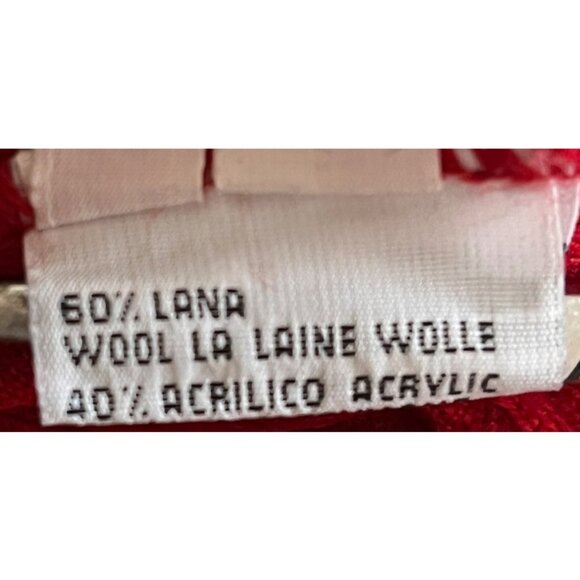 60% LANA
WOOL LA LAINE WOLLE
40% ACRILICO ACRYLIC